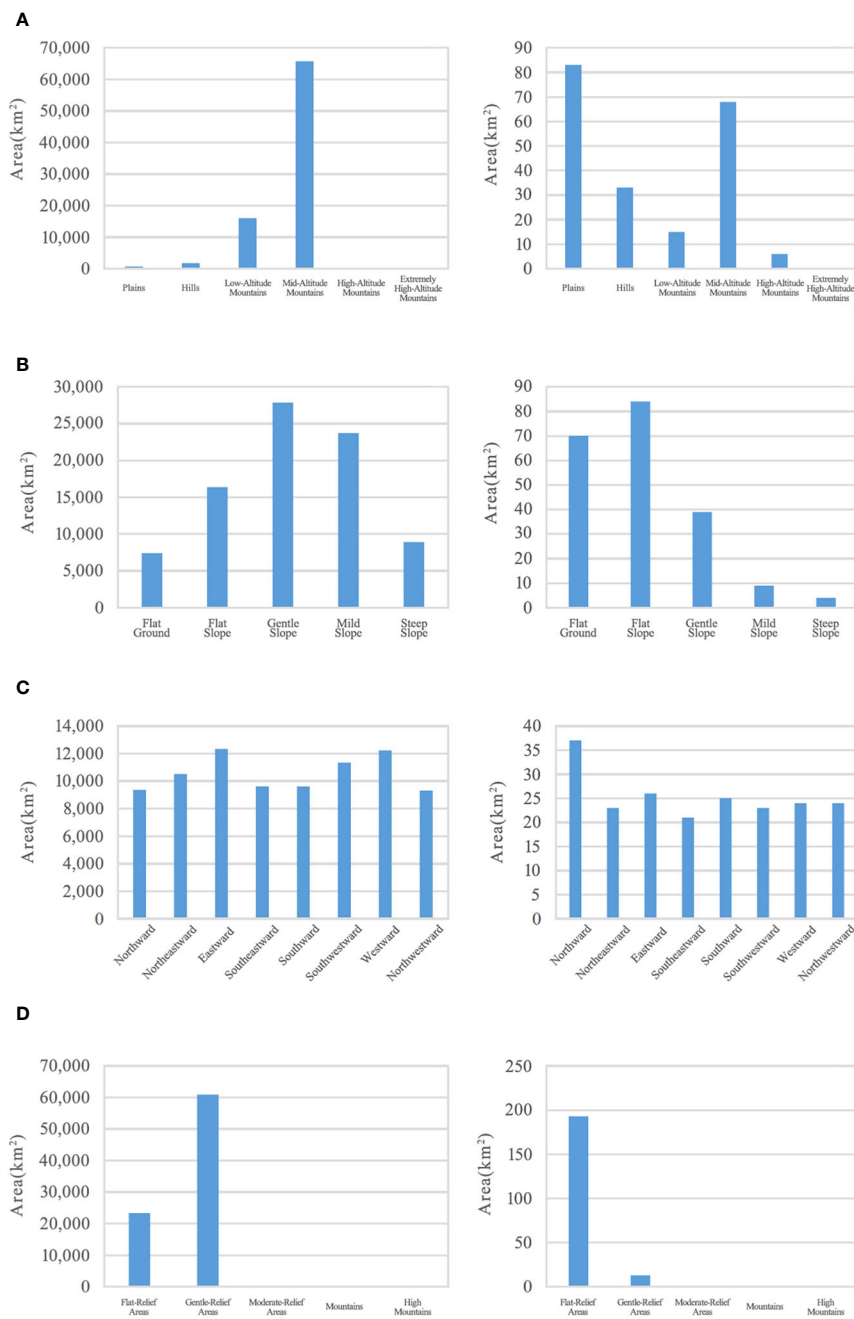 A
70,000
60,000
50,000
40,000
30,000
20,000
10,000
0
Area(km²)
Plains
Hills
Low-Altitude
Mountains
Mid-Altitude
Mountains
High-Altitude
Mountains
Extremely
High-Altitude
Mountains
90
80
70
60
50
40
30
20
10
0
Area(km²)
Plains
Hills
Low-Altitude
Mountains
Mid-Altitude
Mountains
High-Altitude
Mountains
Extremely
High-Altitude
Mountains
B
30,000
25,000
20,000
15,000
10,000
5,000
0
Area(km²)
Flat
Ground
Flat
Slope
Gentle
Slope
Mild
Slope
Steep
Slope
90
80
70
60
50
40
30
20
10
0
Area(km²)
Flat
Ground
Flat
Slope
Gentle
Slope
Mild
Slope
Steep
Slope
C
14,000
12,000
10,000
8,000
6,000
4,000
2,000
0
Area(km²)
Northward
Northeastward
Eastward
Southeastward
Southward
Southwestward
Westward
Northwestward
40
35
30
25
20
15
10
5
0
Area(km²)
Northward
Northeastward
Eastward
Southeastward
Southward
Southwestward
Westward
Northwestward
D
70,000
60,000
50,000
40,000
30,000
20,000
10,000
0
Area(km²)
Flat-Relief
Areas
Gentle-Relief
Areas
Moderate-Relief
Areas
Mountains
High
Mountains
250
200
150
100
50
0
Area(km²)
Flat-Relief
Areas
Gentle-Relief
Areas
Moderate-Relief
Areas
Mountains
High
Mountains